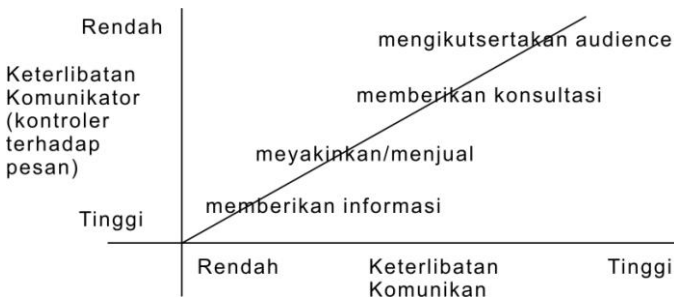 Rendah
mengikutsertakan audience
Keterlibatan
Komunikator
(kontroler
terhadap
pesan)
memberikan konsultasi
meyakinkan/menjual
memberikan informasi
Tinggi
Rendah
Keterlibatan
Komunikan
Tinggi